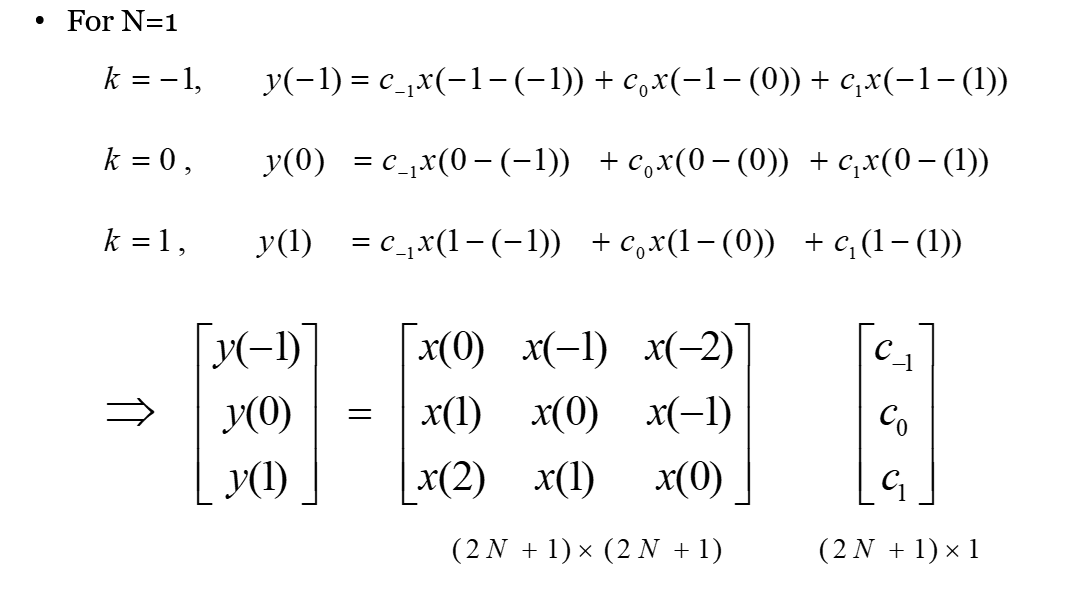 • For N=1
k = −1, y(−1) = c₋₁x(−1−(−1)) + c₀x(−1−(0)) + c₁x(−1−(1))
k = 0 , y(0) = c₋₁x(0−(−1)) + c₀x(0−(0)) + c₁x(0−(1))
k = 1 , y(1) = c₋₁x(1−(−1)) + c₀x(1−(0)) + c₁(1−(1))
y(−1) x(0) x(−1) x(−2) c₋₁
⇒ y(0) = x(1) x(0) x(−1) c₀
y(1) x(2) x(1) x(0) c₁
(2N + 1) × (2N + 1) (2N + 1) × 1